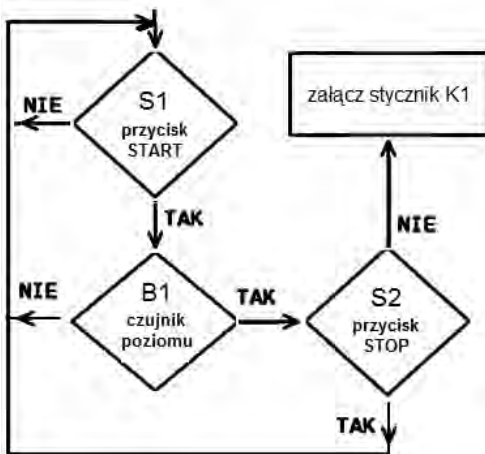 S1
przycisk
START
NIE
TAK
załącz stycznik K1
NIE
B1
czujnik
poziomu
NIE
TAK
S2
przycisk
STOP
TAK